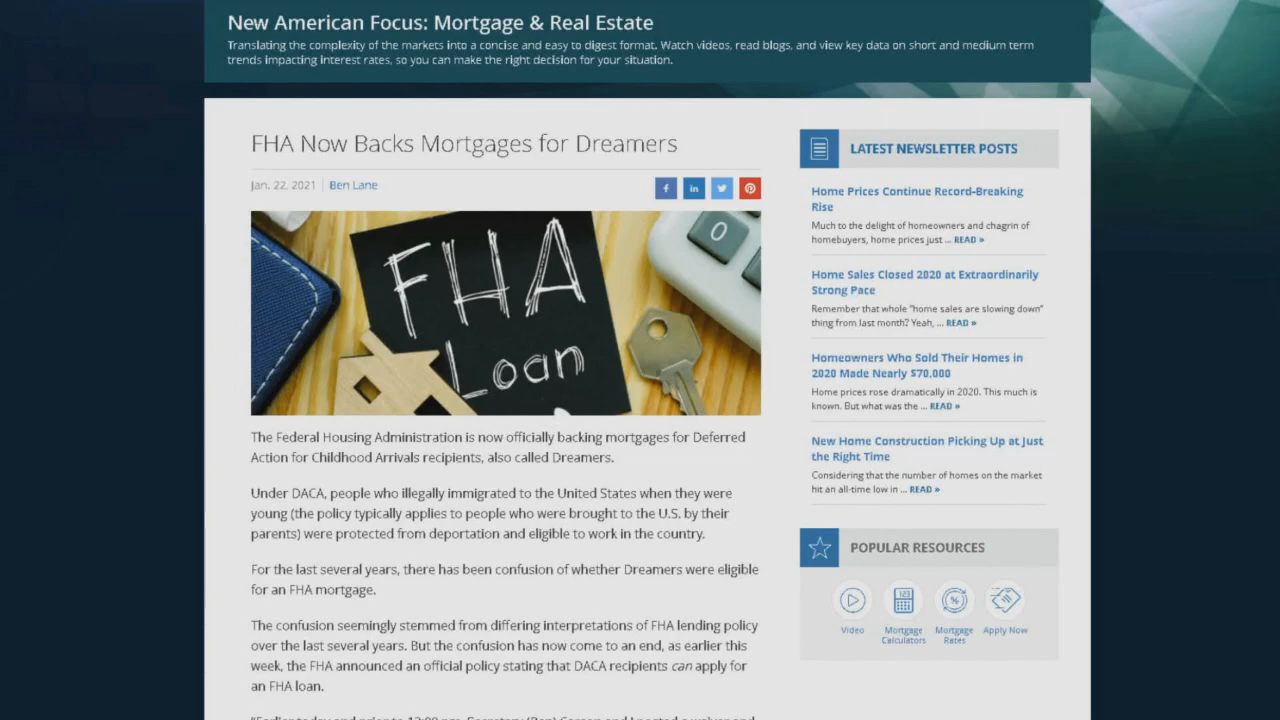 New American Focus: Mortgage & Real Estate
Translating the complexity of the markets into a concise and easy to digest format. Watch videos, read blogs, and view key data on short and medium term
trends impacting interest rates, so you can make the right decision for your situation.
FHA Now Backs Mortgages for Dreamers
Jan. 22, 2021 | Ben Lane
f
in
0
FHA
Loan
The Federal Housing Administration is now officially backing mortgages for Deferred
Action for Childhood Arrivals recipients, also called Dreamers.
Under DACA, people who illegally immigrated to the United States when they were
young (the policy typically applies to people who were brought to the U.S. by their
parents) were protected from deportation and eligible to work in the country.
For the last several years, there has been confusion of whether Dreamers were eligible
for an FHA mortgage.
The confusion seemingly stemmed from differing interpretations of FHA lending policy
over the last several years. But the confusion has now come to an end, as earlier this
week, the FHA announced an official policy stating that DACA recipients can apply for
an FHA loan.
LATEST NEWSLETTER POSTS
Home Prices Continue Record-Breaking
Rise
Much to the delight of homeowners and chagrin of
homebuyers, home prices just ... READ »
Home Sales Closed 2020 at Extraordinarily
Strong Pace
Remember that whole "home sales are slowing down"
thing from last month? Yeah, ... READ »
Homeowners Who Sold Their Homes in
2020 Made Nearly $70,000
Home prices rose dramatically in 2020. This much is
known. But what was the ... READ »
New Home Construction Picking Up at Just
the Right Time
Considering that the number of homes on the market
hit an all-time low in ... READ »
POPULAR RESOURCES
123
%
Video
Mortgage
Calculators
Mortgage
Rates
Apply Now